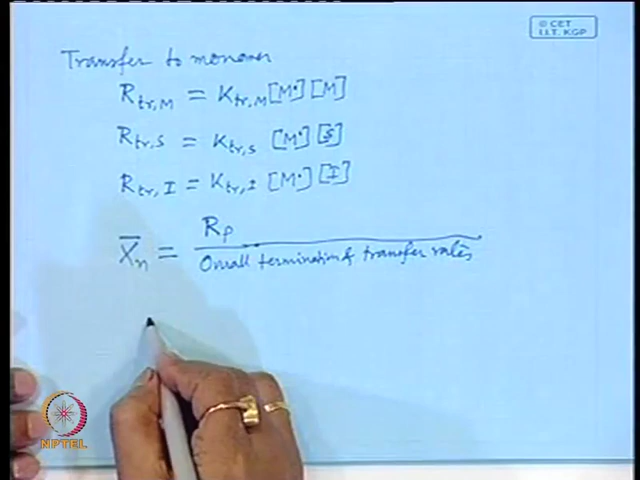 © CET
I.I.T. KGP
Transfer to monomer
R_tr,M = K_tr,M [M•] [M]
R_tr,S = K_tr,S [M•] [S]
R_tr,I = K_tr,I [M•] [I]
X̄_n = R_p / Overall termination & transfer rates
NPTEL